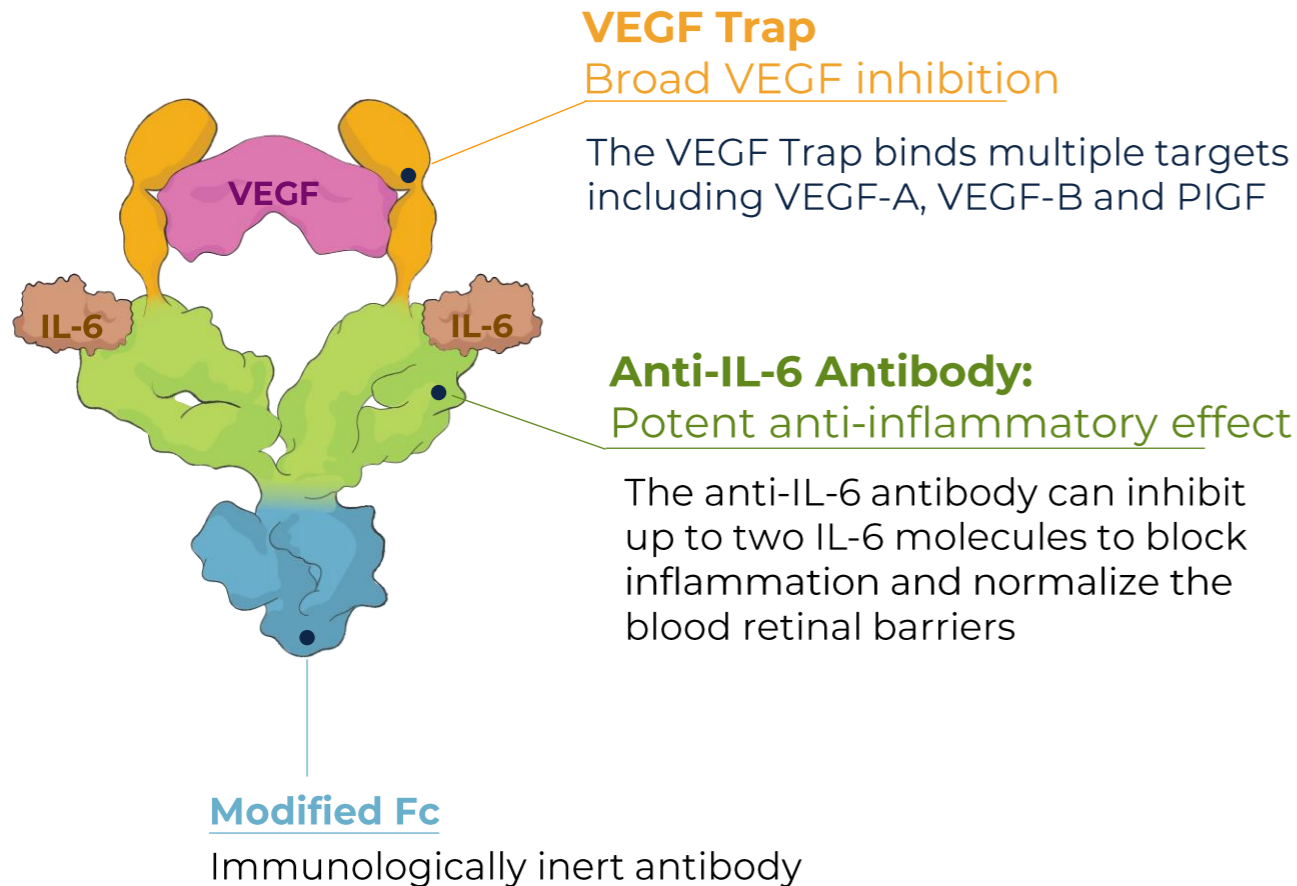 VEGF Trap
Broad VEGF inhibition
The VEGF Trap binds multiple targets
including VEGF-A, VEGF-B and PIGF
VEGF
IL-6
IL-6
Anti-IL-6 Antibody:
Potent anti-inflammatory effect
The anti-IL-6 antibody can inhibit
up to two IL-6 molecules to block
inflammation and normalize the
blood retinal barriers
Modified Fc
Immunologically inert antibody